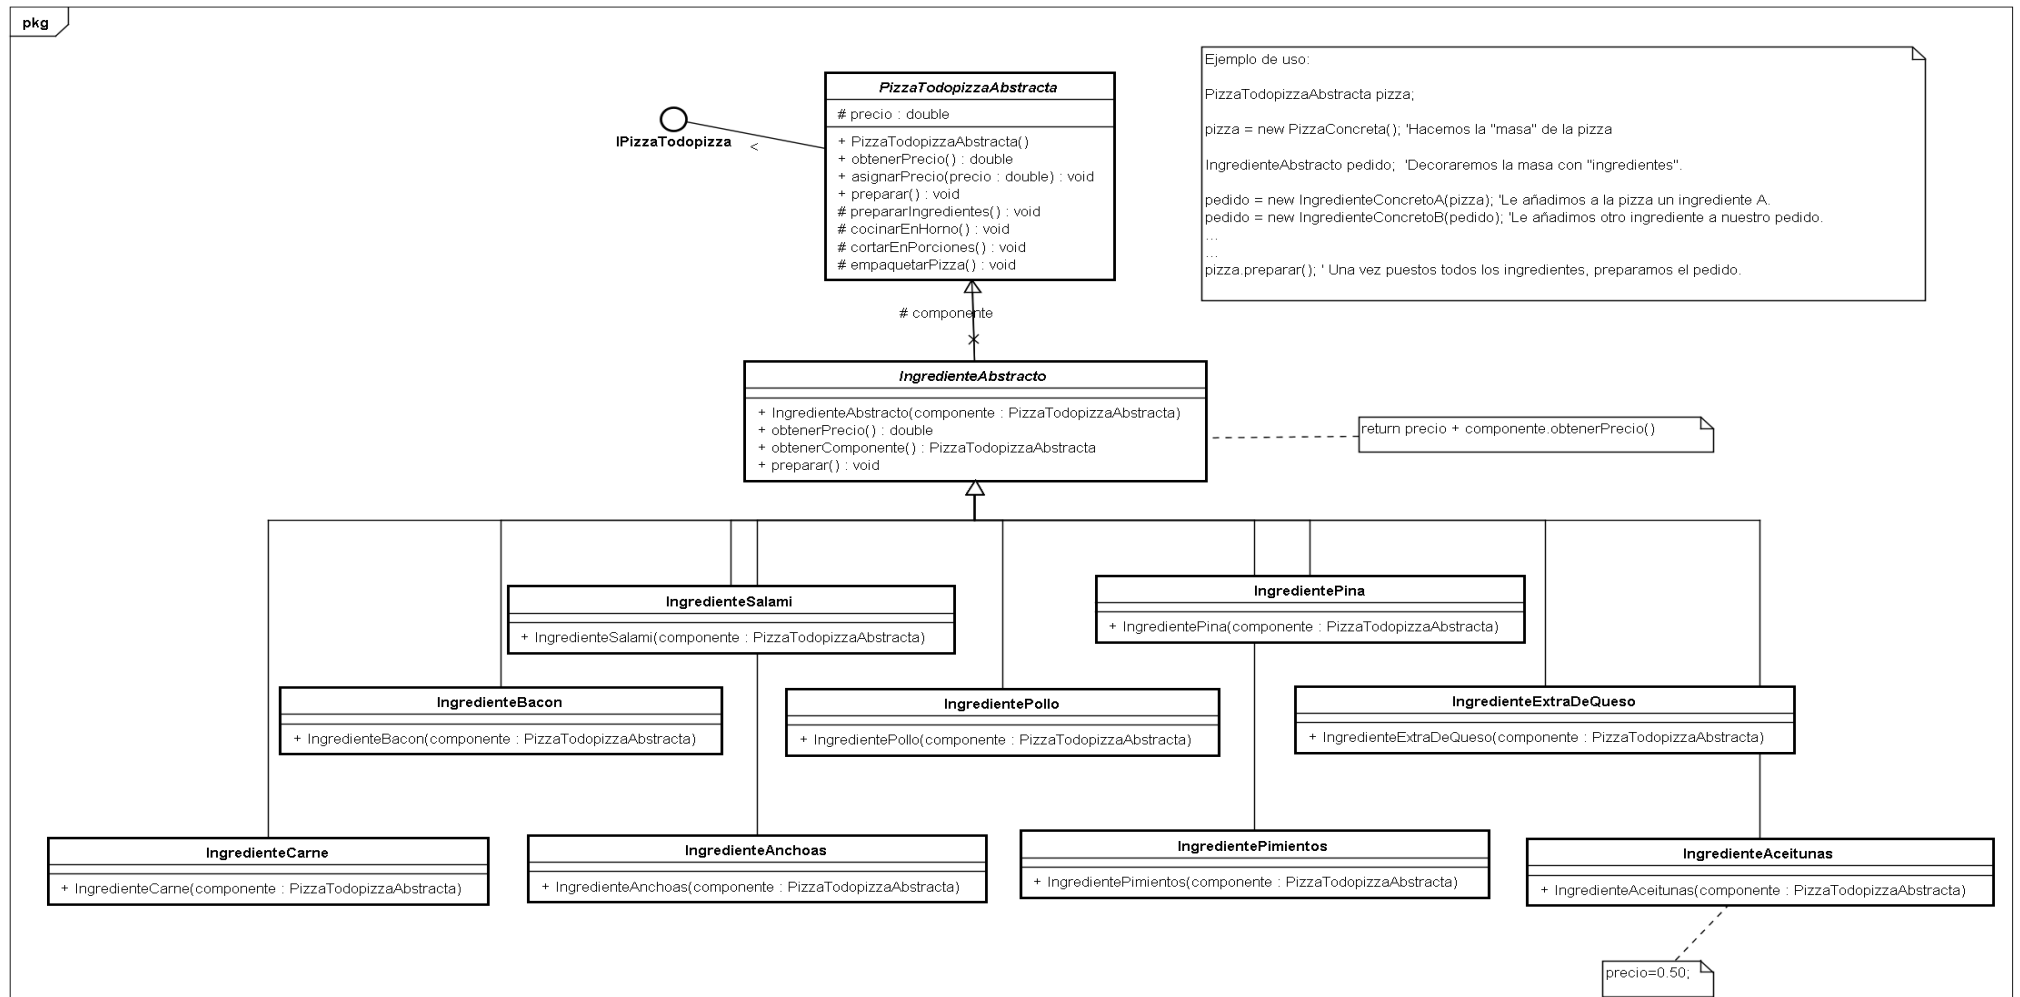 pkg
PizzaTodopizzaAbstracta
# precio : double
+ PizzaTodopizzaAbstracta()
+ obtenerPrecio() : double
+ asignarPrecio(precio : double) : void
+ preparar() : void
# prepararIngredientes() : void
# cocinarEnHorno() : void
# cortarEnPorciones() : void
# empaquetarPizza() : void
IPizzaTodopizza
<
Ejemplo de uso:
PizzaTodopizzaAbstracta pizza;
pizza = new PizzaConcreta(); 'Hacemos la "masa" de la pizza
IngredienteAbstracto pedido;  'Decoraremos la masa con "ingredientes".
pedido = new IngredienteConcretoA(pizza); 'Le añadimos a la pizza un ingrediente A.
pedido = new IngredienteConcretoB(pedido); 'Le añadimos otro ingrediente a nuestro pedido.
...
...
pizza.preparar(); ' Una vez puestos todos los ingredientes, preparamos el pedido.
# componente
IngredienteAbstracto
+ IngredienteAbstracto(componente : PizzaTodopizzaAbstracta)
+ obtenerPrecio() : double
+ obtenerComponente() : PizzaTodopizzaAbstracta
+ preparar() : void
return precio + componente.obtenerPrecio()
IngredienteSalami
+ IngredienteSalami(componente : PizzaTodopizzaAbstracta)
IngredientePina
+ IngredientePina(componente : PizzaTodopizzaAbstracta)
IngredienteBacon
+ IngredienteBacon(componente : PizzaTodopizzaAbstracta)
IngredientePollo
+ IngredientePollo(componente : PizzaTodopizzaAbstracta)
IngredienteExtraDeQueso
+ IngredienteExtraDeQueso(componente : PizzaTodopizzaAbstracta)
IngredienteCarne
+ IngredienteCarne(componente : PizzaTodopizzaAbstracta)
IngredienteAnchoas
+ IngredienteAnchoas(componente : PizzaTodopizzaAbstracta)
IngredientePimientos
+ IngredientePimientos(componente : PizzaTodopizzaAbstracta)
IngredienteAceitunas
+ IngredienteAceitunas(componente : PizzaTodopizzaAbstracta)
precio=0.50;